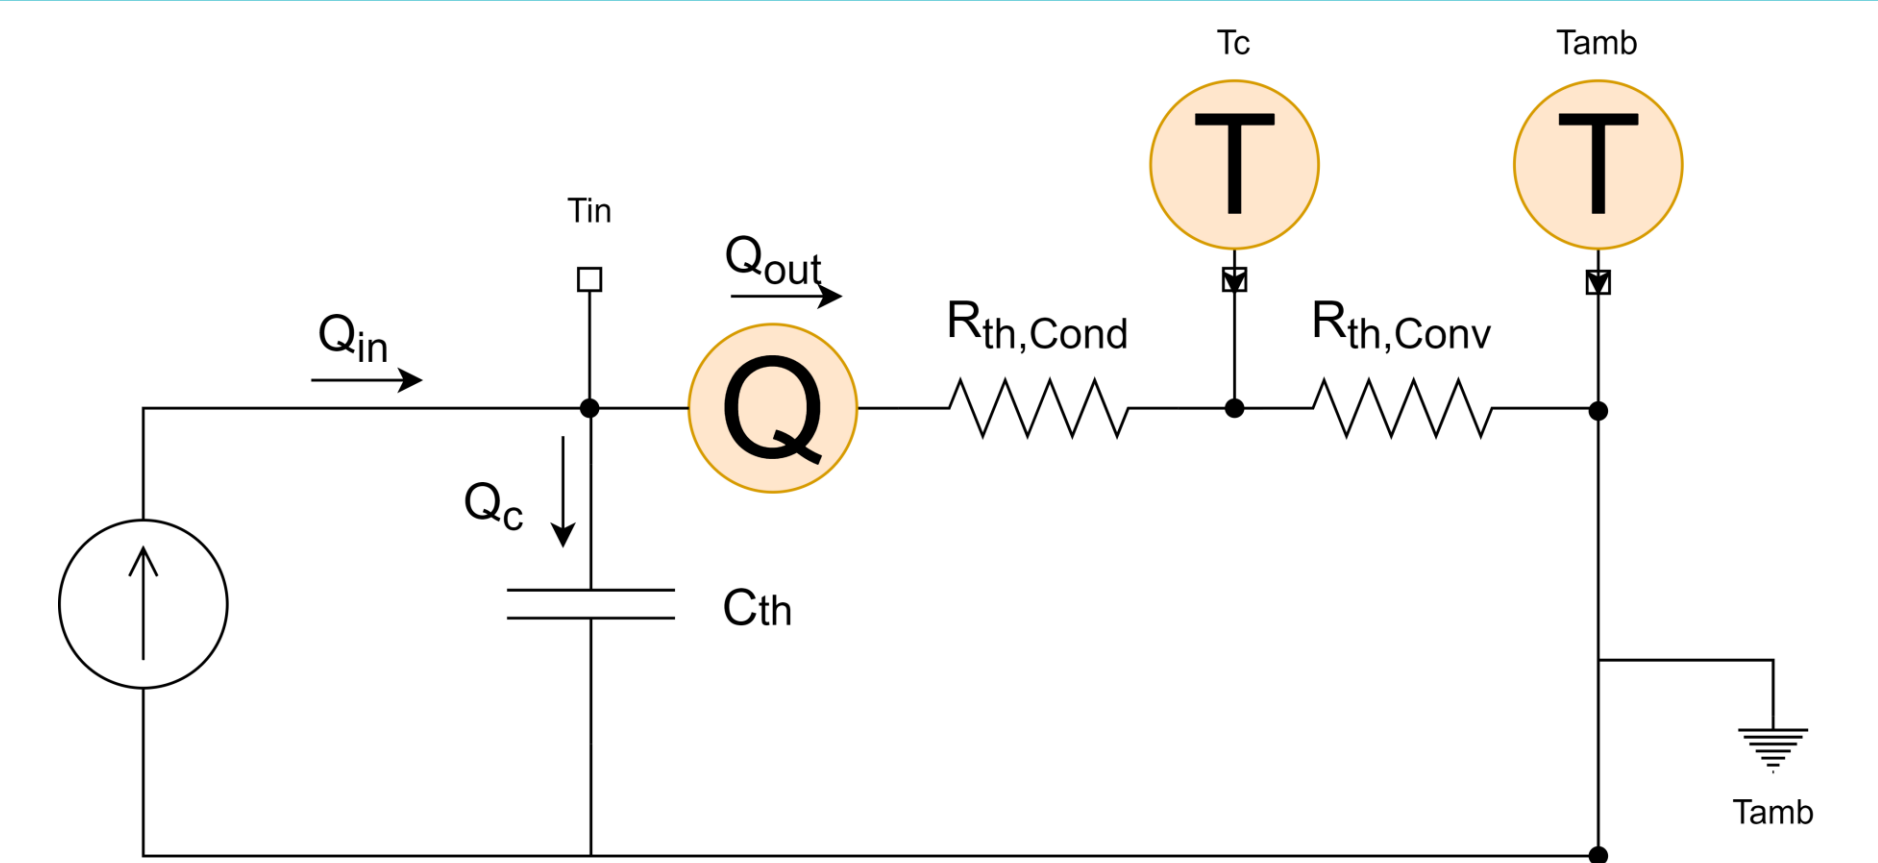 Tc
Tamb
T
T
Tin
Qout
Qin
Rth,Cond
Rth,Conv
Q
Qc
Cth
Tamb